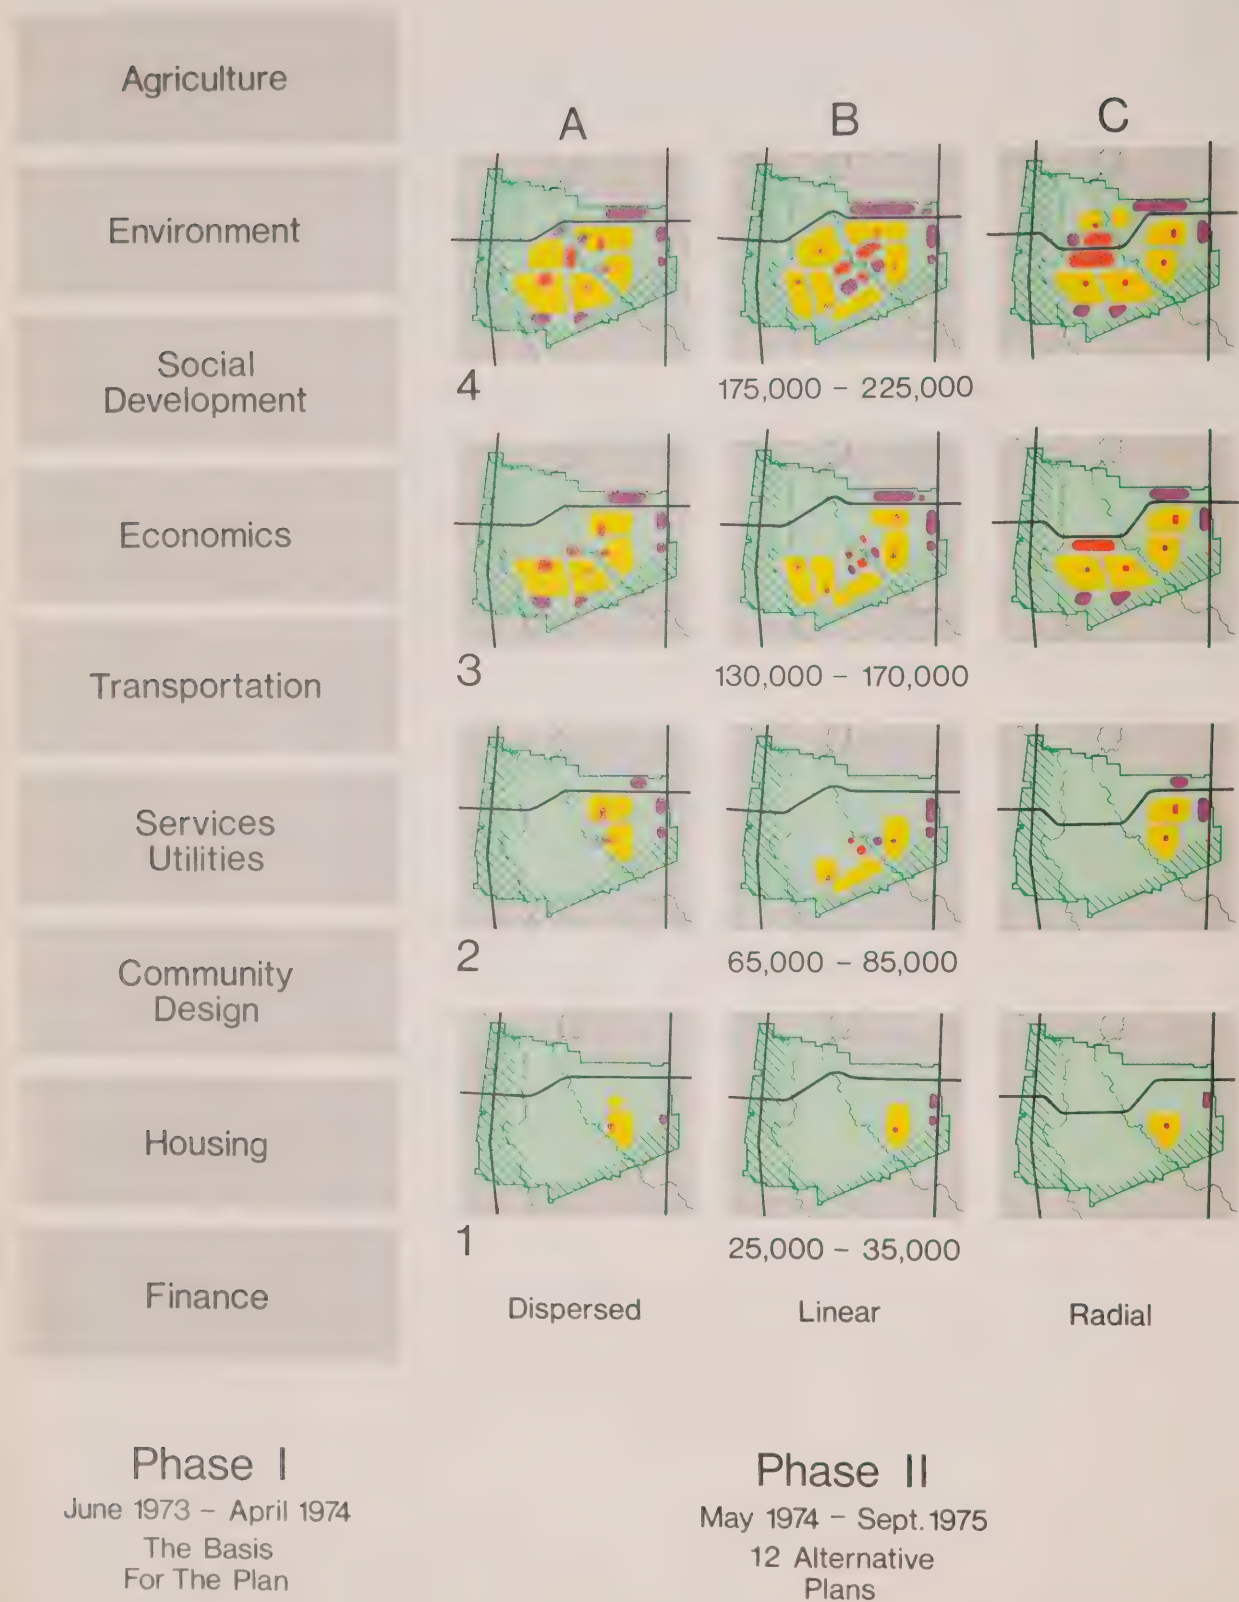 Agriculture
Environment
Social
Development
Economics
Transportation
Services
Utilities
Community
Design
Housing
Finance
Phase I
June 1973 – April 1974
The Basis
For The Plan
A
B
C
4
175,000 – 225,000
3
130,000 – 170,000
2
65,000 – 85,000
1
25,000 – 35,000
Dispersed
Linear
Radial
Phase II
May 1974 – Sept. 1975
12 Alternative
Plans